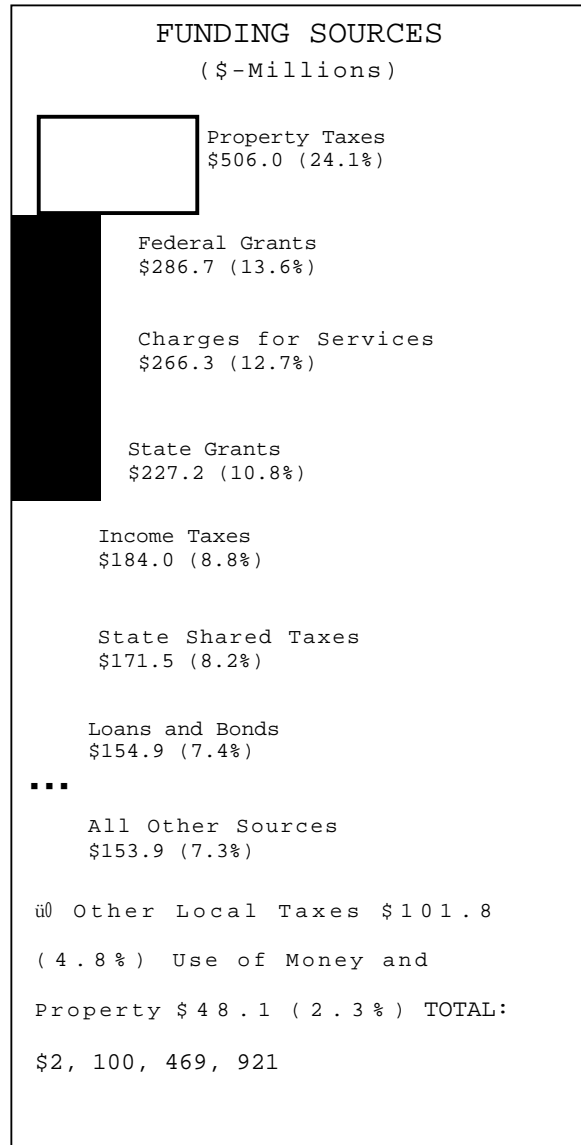 FUNDING SOURCES
($-Millions)
Property Taxes
$506.0 (24.1%)
Federal Grants
$286.7 (13.6%)
Charges for Services
$266.3 (12.7%)
State Grants
$227.2 (10.8%)
Income Taxes
$184.0 (8.8%)
State Shared Taxes
$171.5 (8.2%)
Loans and Bonds
$154.9 (7.4%)
...
All Other Sources
$153.9 (7.3%)
Other Local Taxes $101.8
(4.8%) Use of Money and
Property $48.1 (2.3%) TOTAL:
$2, 100, 469, 921